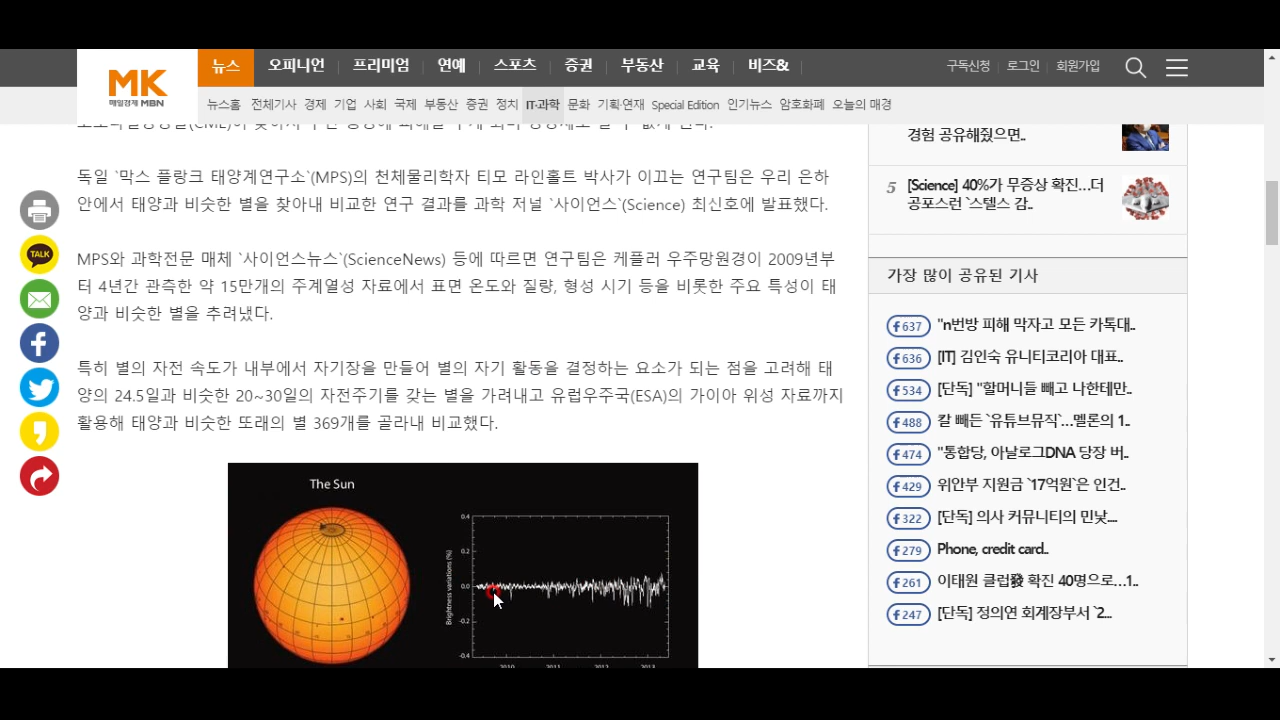 MK
매일경제 MBN
뉴스 오피니언 프리미엄 연예 스포츠 증권 부동산 교육 비즈&
구독신청 로그인 회원가입
뉴스홈 전체기사 경제 기업 사회 국제 부동산 증권 정치 IT·과학 문화 기획·연재 Special Edition 인기뉴스 암호화폐 오늘의 매경
독일 `막스 플랑크 태양계연구소`(MPS)의 천체물리학자 티모 라인홀트 박사가 이끄는 연구팀은 우리 은하
안에서 태양과 비슷한 별을 찾아내 비교한 연구 결과를 과학 저널 `사이언스`(Science) 최신호에 발표했다.
MPS와 과학전문 매체 `사이언스뉴스`(ScienceNews) 등에 따르면 연구팀은 케플러 우주망원경이 2009년부
터 4년간 관측한 약 15만개의 주계열성 자료에서 표면 온도와 질량, 형성 시기 등을 비롯한 주요 특성이 태
양과 비슷한 별을 추려냈다.
특히 별의 자전 속도가 내부에서 자기장을 만들어 별의 자기 활동을 결정하는 요소가 되는 점을 고려해 태
양의 24.5일과 비슷한 20~30일의 자전주기를 갖는 별을 가려내고 유럽우주국(ESA)의 가이아 위성 자료까지
활용해 태양과 비슷한 또래의 별 369개를 골라내 비교했다.
TALK
The Sun
Brightness variations (%)
0.4
0.2
0.0
-0.2
-0.4
2010 2011 2012 2013
경험 공유해줬으면..
5 [Science] 40%가 무증상 확진…더
공포스런 `스텔스 감..
가장 많이 공유된 기사
637 "n번방 피해 막자고 모든 카톡대..
636 [IT] 김인숙 유니티코리아 대표..
534 [단독] "할머니들 빼고 나한테만..
488 칼 빼든 `유튜브뮤직`…멜론의 1..
474 "통합당, 아날로그DNA 당장 버..
429 위안부 지원금 `17억원`은 인건..
322 [단독] 의사 커뮤니티의 민낯....
279 Phone, credit card..
261 이태원 클럽發 확진 40명으로…1..
247 [단독] 정의연 회계장부서 `2...